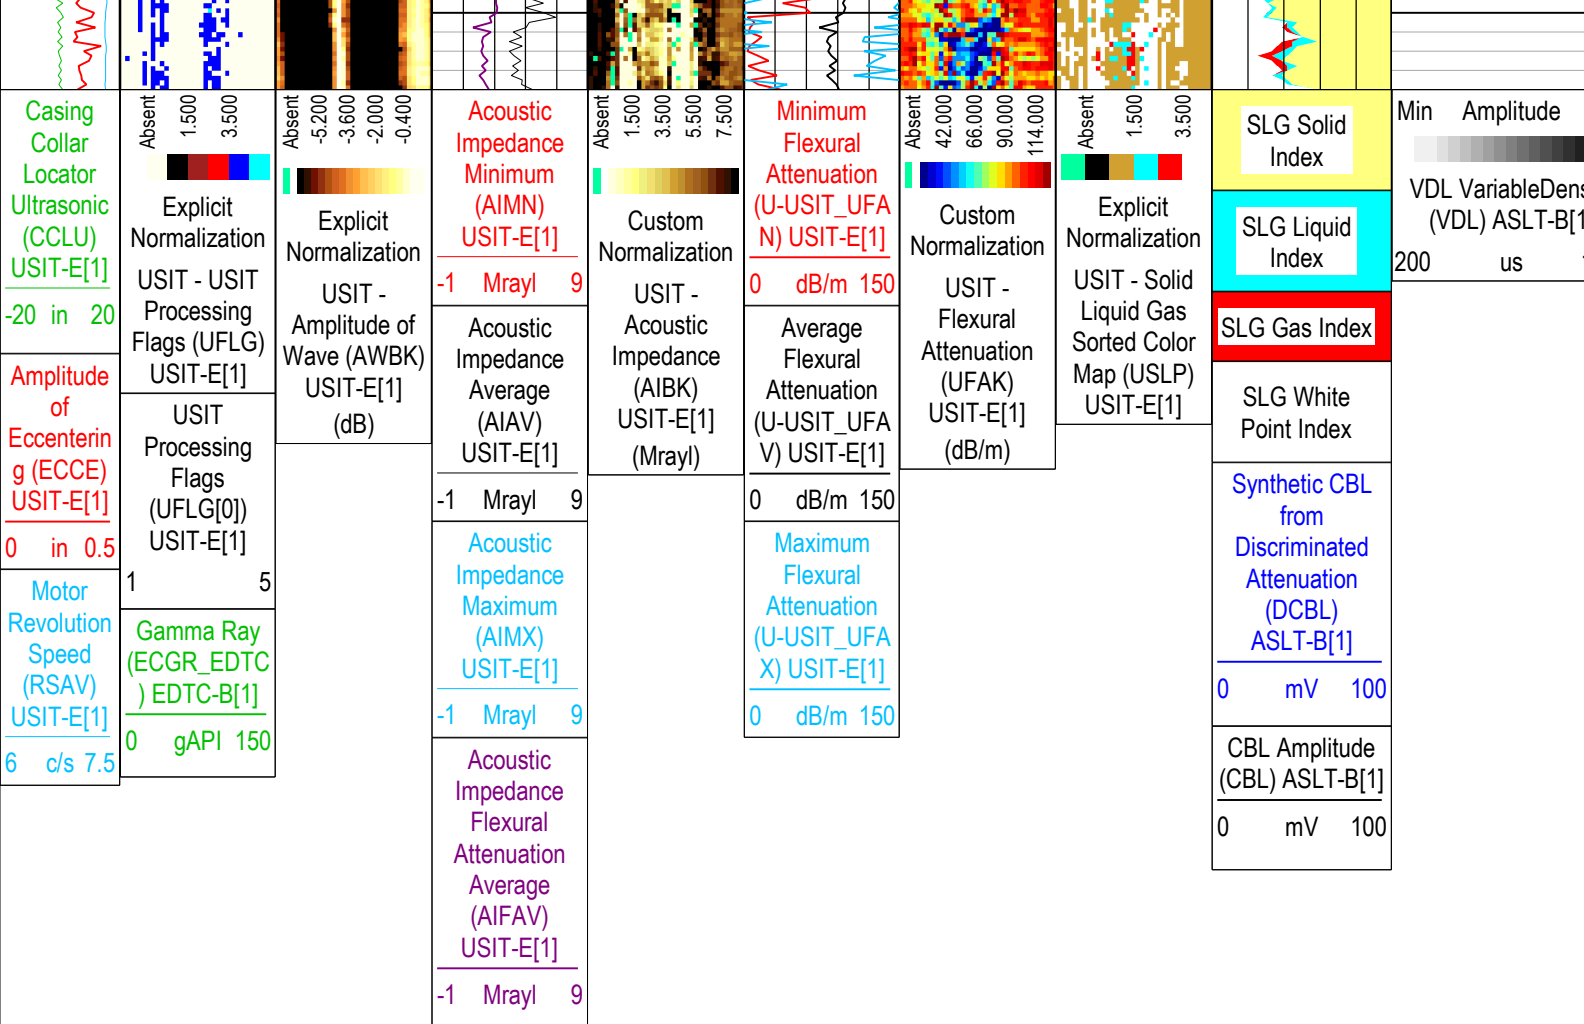 Casing
Collar
Locator
Ultrasonic
(CCLU)
USIT-E[1]
-20 in 20
Amplitude
of
Eccenterin
g (ECCE)
USIT-E[1]
0 in 0.5
Motor
Revolution
Speed
(RSAV)
USIT-E[1]
6 c/s 7.5
Absent 1.500 3.500
Explicit
Normalization
USIT - USIT
Processing
Flags (UFLG)
USIT-E[1]
USIT
Processing
Flags
(UFLG[0])
USIT-E[1]
1 5
Gamma Ray
(ECGR_EDTC
) EDTC-B[1]
0 gAPI 150
Absent -5.200 -3.600 -2.000 -0.400
Explicit
Normalization
USIT -
Amplitude of
Wave (AWBK)
USIT-E[1]
(dB)
Acoustic
Impedance
Minimum
(AIMN)
USIT-E[1]
-1 Mrayl 9
Acoustic
Impedance
Average
(AIAV)
USIT-E[1]
-1 Mrayl 9
Acoustic
Impedance
Maximum
(AIMX)
USIT-E[1]
-1 Mrayl 9
Acoustic
Impedance
Flexural
Attenuation
Average
(AIFAV)
USIT-E[1]
-1 Mrayl 9
Absent 1.500 3.500 5.500 7.500
Custom
Normalization
USIT -
Acoustic
Impedance
(AIBK)
USIT-E[1]
(Mrayl)
Minimum
Flexural
Attenuation
(U-USIT_UFA
N) USIT-E[1]
0 dB/m 150
Average
Flexural
Attenuation
(U-USIT_UFA
V) USIT-E[1]
0 dB/m 150
Maximum
Flexural
Attenuation
(U-USIT_UFA
X) USIT-E[1]
0 dB/m 150
Absent 42.000 66.000 90.000 114.000
Custom
Normalization
USIT -
Flexural
Attenuation
(UFAK)
USIT-E[1]
(dB/m)
Absent 1.500 3.500
Explicit
Normalization
USIT - Solid
Liquid Gas
Sorted Color
Map (USLP)
USIT-E[1]
SLG Solid
Index
SLG Liquid
Index
SLG Gas Index
SLG White
Point Index
Synthetic CBL
from
Discriminated
Attenuation
(DCBL)
ASLT-B[1]
0 mV 100
CBL Amplitude
(CBL) ASLT-B[1]
0 mV 100
Min Amplitude
VDL VariableDens
(VDL) ASLT-B[1
200 us